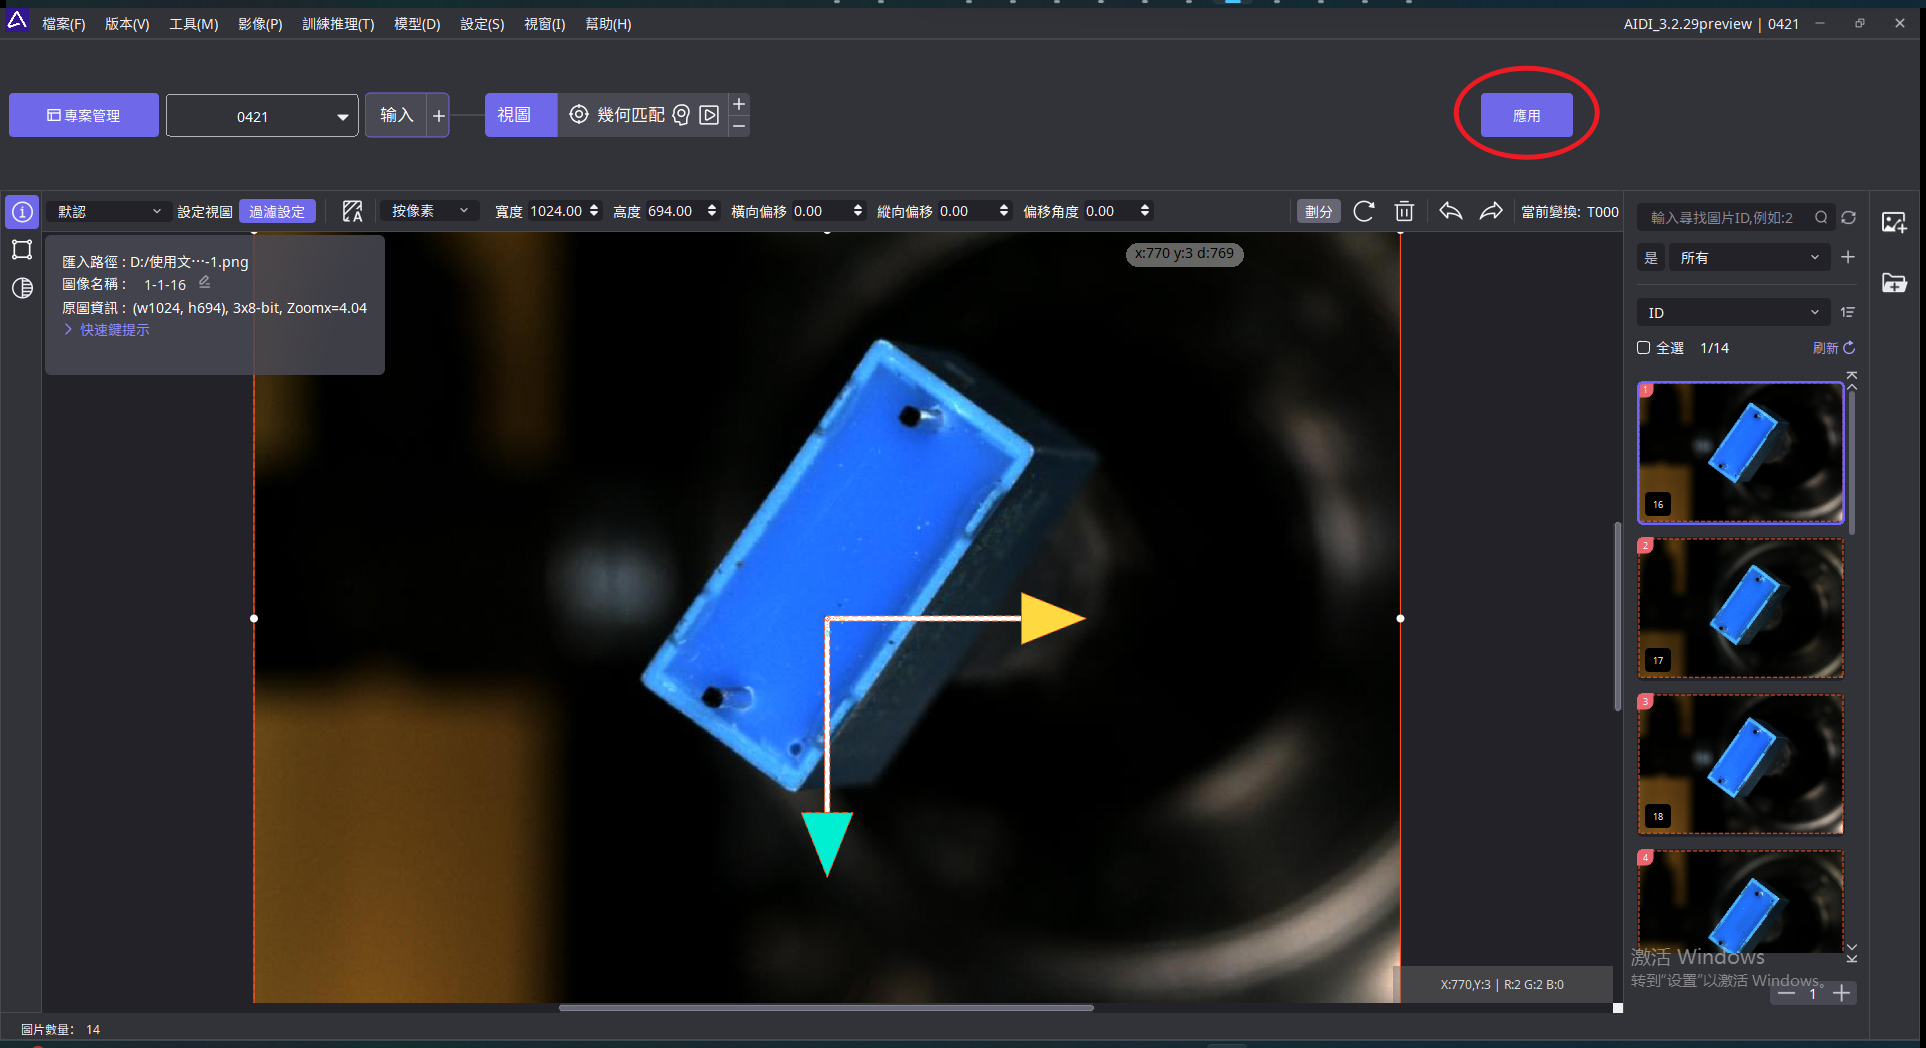 檔案(F) 版本(V) 工具(M) 影像(P) 訓練推理(T) 模型(D) 設定(S) 視窗(I) 幫助(H) AIDI_3.2.29preview | 0421
專案管理 0421 输入 視圖 幾何匹配 應用
默認 設定視圖 過濾設定 按像素 寬度 1024.00 高度 694.00 橫向偏移 0.00 縱向偏移 0.00 偏移角度 0.00 劃分 當前變換: T000
輸入尋找圖片ID,例如:2
是 所有
ID
全選 1/14 刷新
匯入路徑 : D:/使用文···-1.png
圖像名稱 : 1-1-16
原圖資訊 : (w1024, h694), 3x8-bit, Zoomx=4.04
快速鍵提示
x:770 y:3 d:769
1
16
2
17
3
18
4
激活 Windows
转到“设置”以激活 Windows。
1
X:770,Y:3 | R:2 G:2 B:0
圖片數量: 14